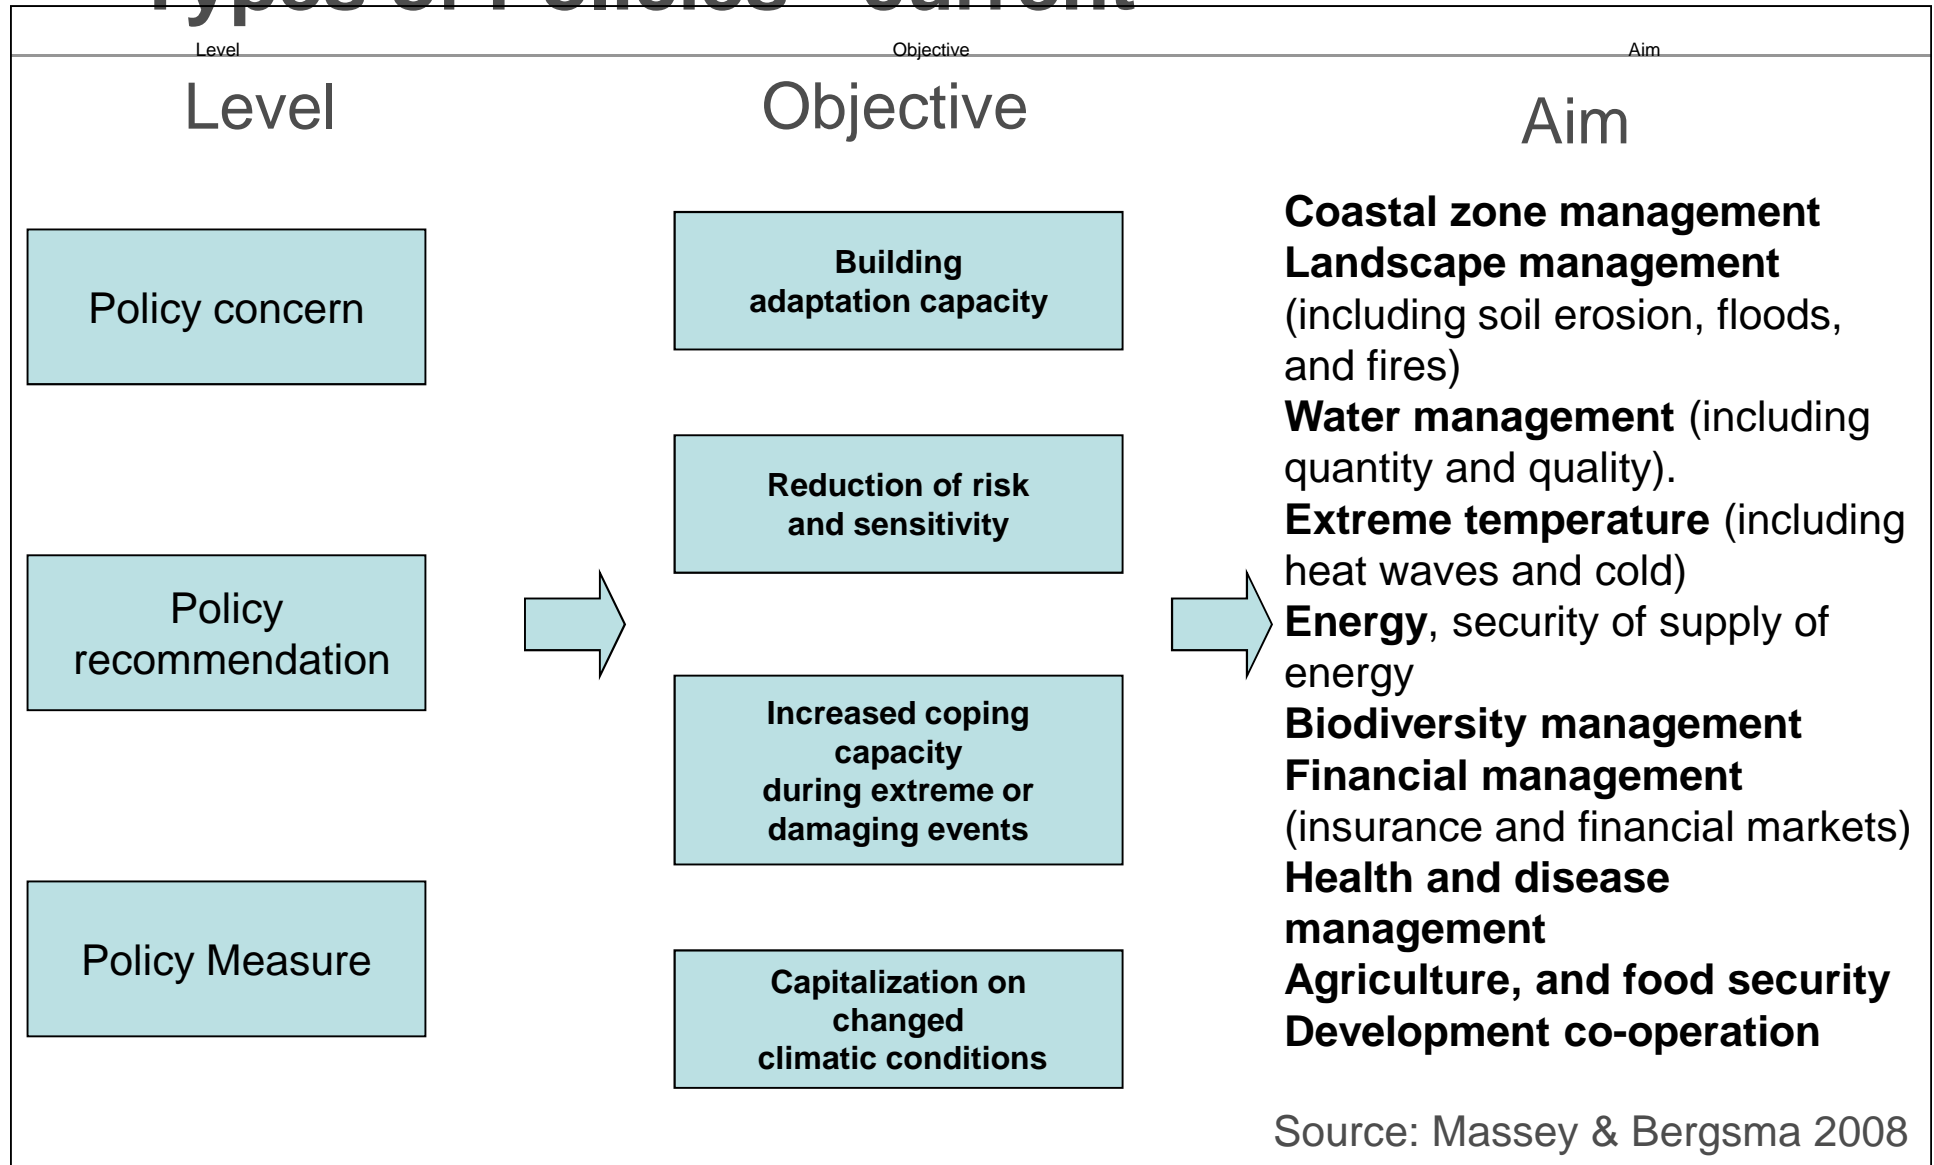 Types of Policies - current
Level
Objective
Aim
Level
Objective
Aim
Policy concern
Policy
recommendation
Policy Measure
Building
adaptation capacity
Reduction of risk
and sensitivity
Increased coping
capacity
during extreme or
damaging events
Capitalization on
changed
climatic conditions
Coastal zone management
Landscape management
(including soil erosion, floods,
and fires)
Water management (including
quantity and quality).
Extreme temperature (including
heat waves and cold)
Energy, security of supply of
energy
Biodiversity management
Financial management
(insurance and financial markets)
Health and disease
management
Agriculture, and food security
Development co-operation
Source: Massey & Bergsma 2008